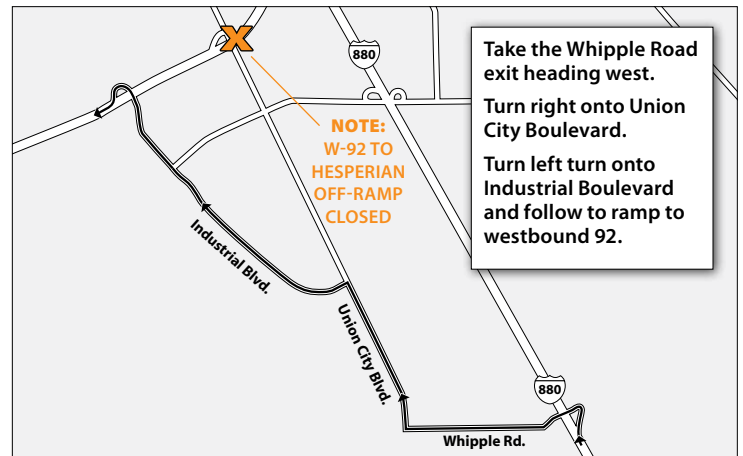 880
Take the Whipple Road
exit heading west.
Turn right onto Union
City Boulevard.
Turn left turn onto
Industrial Boulevard
and follow to ramp to
westbound 92.
X
NOTE:
W-92 TO
HESPERIAN
OFF-RAMP
CLOSED
Industrial Blvd.
Union City Blvd.
880
Whipple Rd.